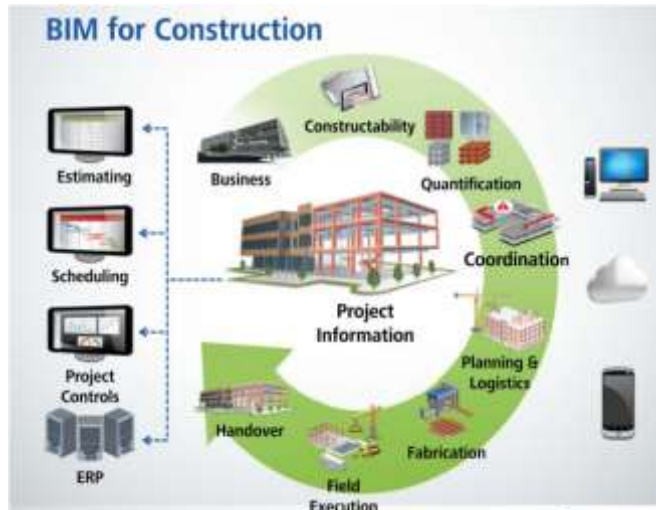 BIM for Construction
Estimating
Scheduling
Project
Controls
ERP
Business
Constructability
Quantification
Coordination
Planning &
Logistics
Fabrication
Field
Execution
Handover
Project
Information